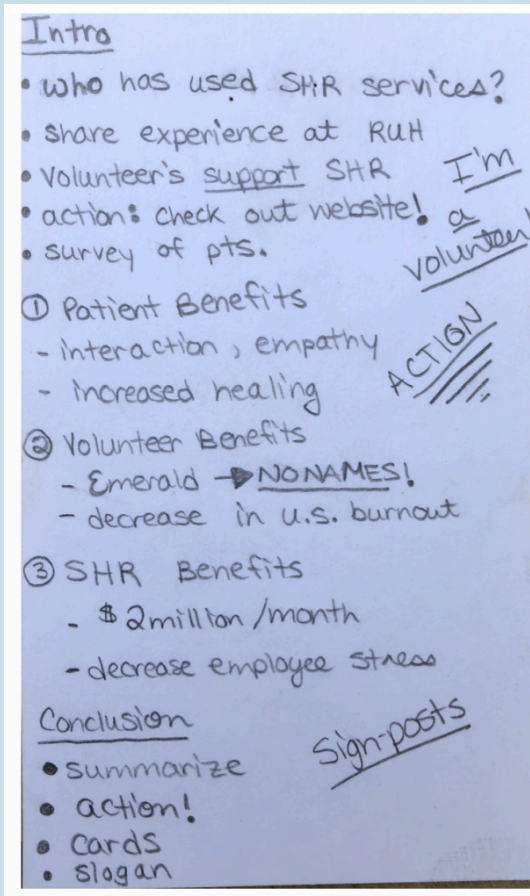 Intro
• who has used SHR services?
• share experience at RUH
• Volunteer's support SHR
• action: check out website!
• survey of pts.
I'm
a
volunteer!
① Patient Benefits
- interaction, empathy
- increased healing
ACTION
② Volunteer Benefits
- Emerald → NO NAMES!
- decrease in u.s. burnout
③ SHR Benefits
- $2million/month
- decrease employee stress
Conclusion
• summarize
• action!
• cards
• slogan
Sign-posts